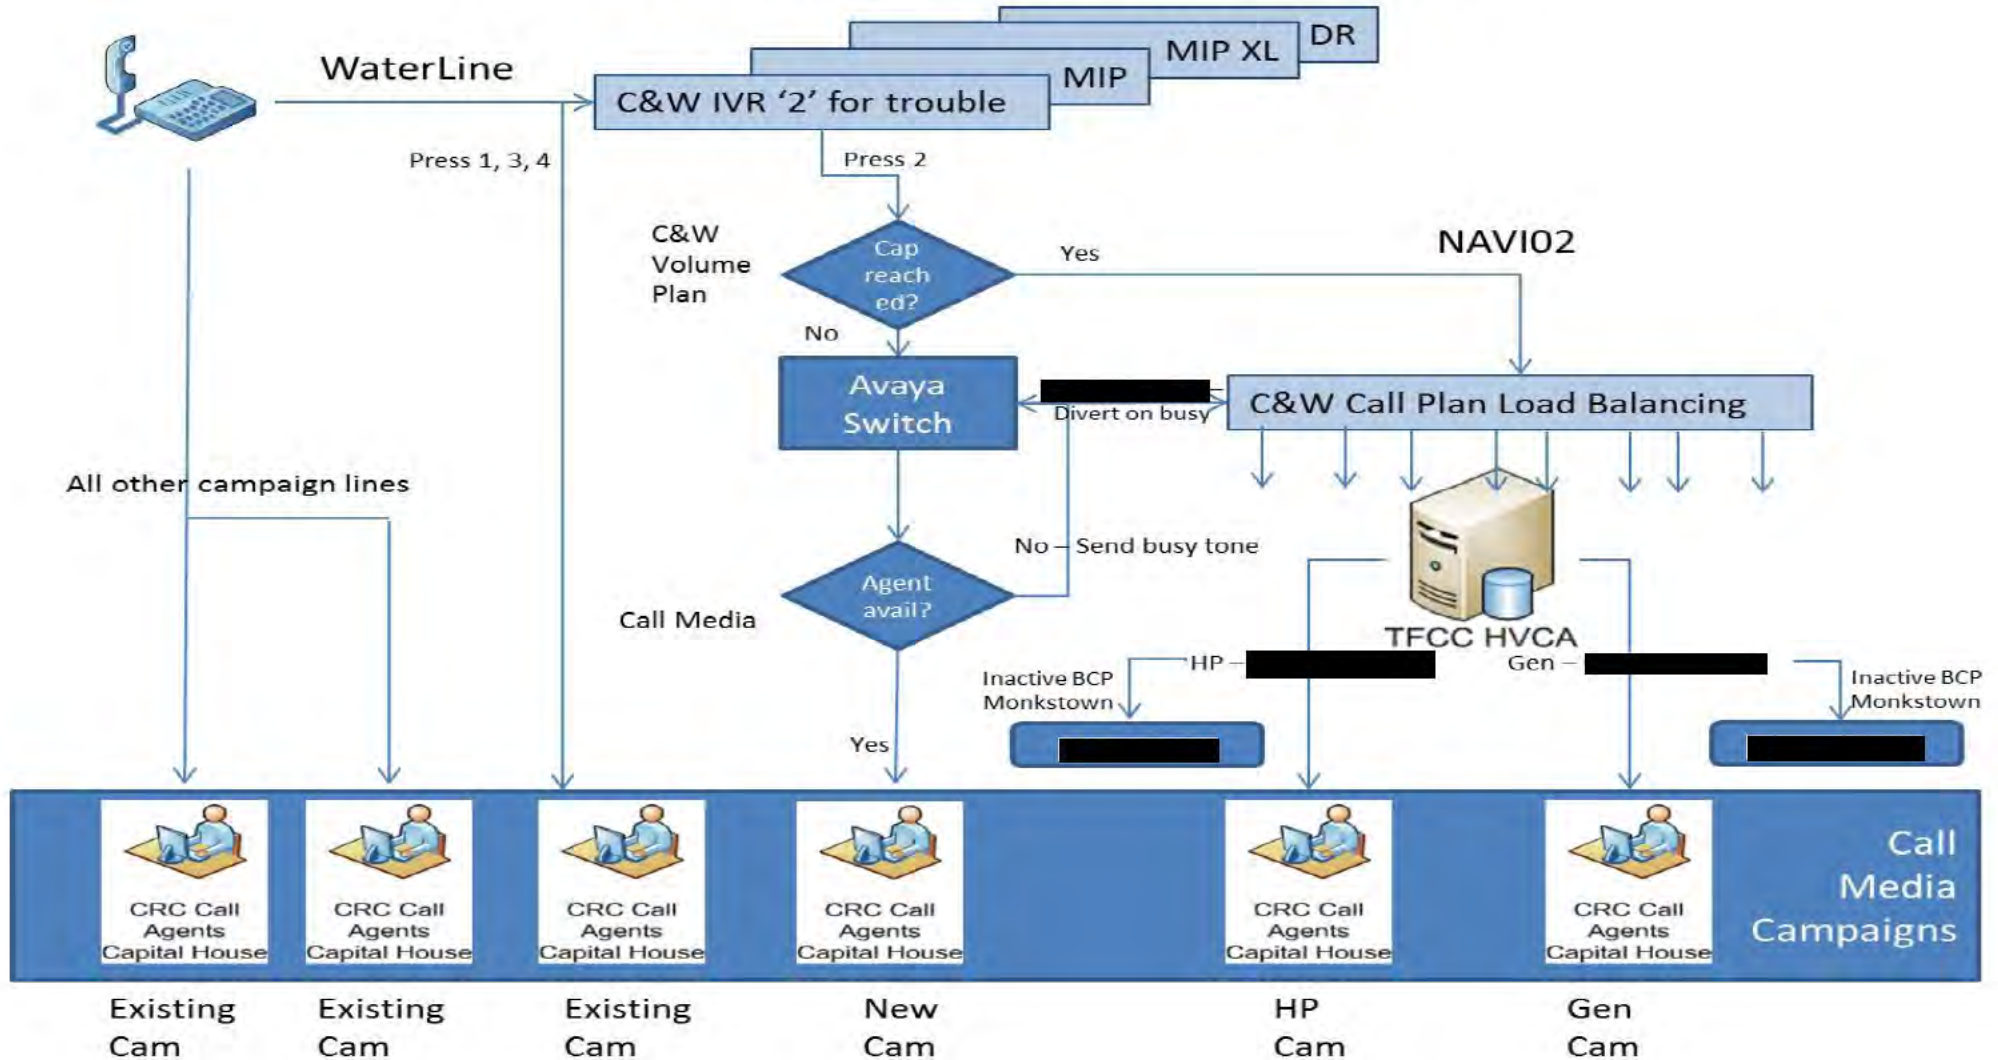 DR
MIP XL
MIP
WaterLine
C&W IVR ‘2’ for trouble
Press 1, 3, 4
Press 2
C&W
Volume
Plan
Cap
reach
ed?
Yes
NAVI02
No
Avaya
Switch
Divert on busy
C&W Call Plan Load Balancing
All other campaign lines
No – Send busy tone
Agent
avail?
Call Media
TFCC HVCA
HP –
Gen –
Inactive BCP
Monkstown
Inactive BCP
Monkstown
Yes
CRC Call
Agents
Capital House
CRC Call
Agents
Capital House
CRC Call
Agents
Capital House
CRC Call
Agents
Capital House
CRC Call
Agents
Capital House
CRC Call
Agents
Capital House
Call
Media
Campaigns
Existing
Cam
Existing
Cam
Existing
Cam
New
Cam
HP
Cam
Gen
Cam